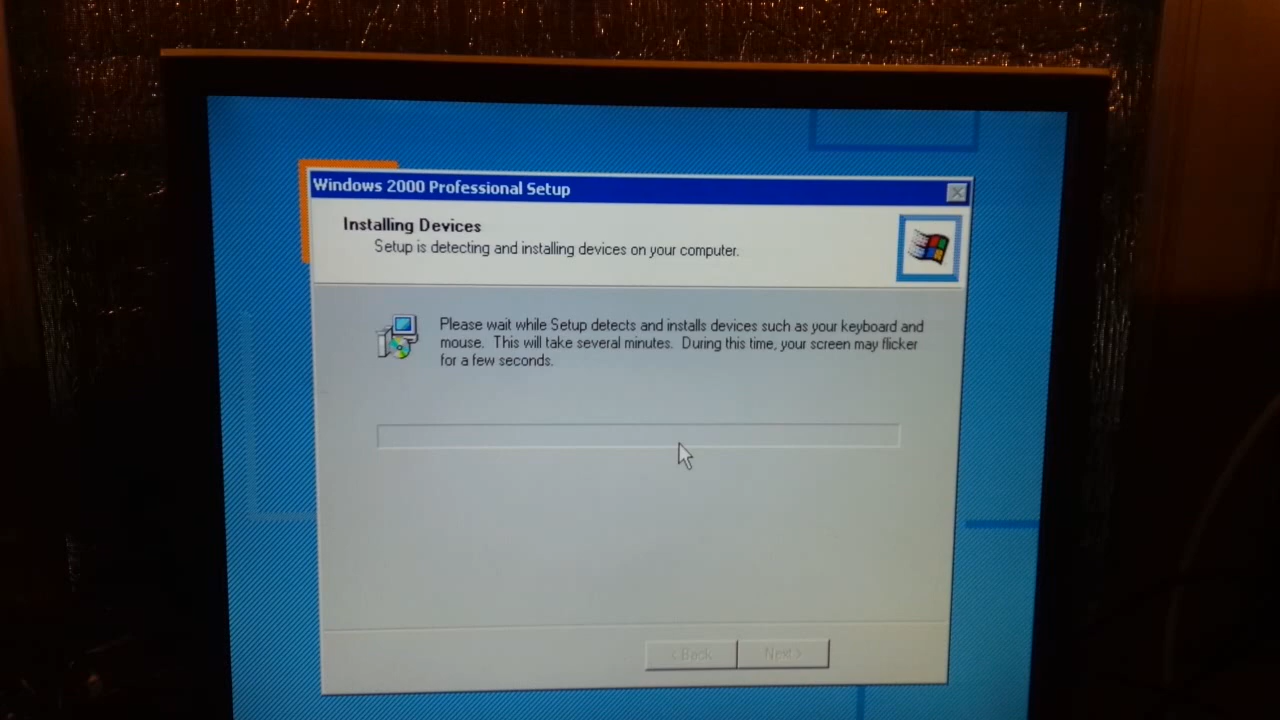 Windows 2000 Professional Setup
Installing Devices
Setup is detecting and installing devices on your computer.
Please wait while Setup detects and installs devices such as your keyboard and
mouse. This will take several minutes. During this time, your screen may flicker
for a few seconds.
< Back
Next >